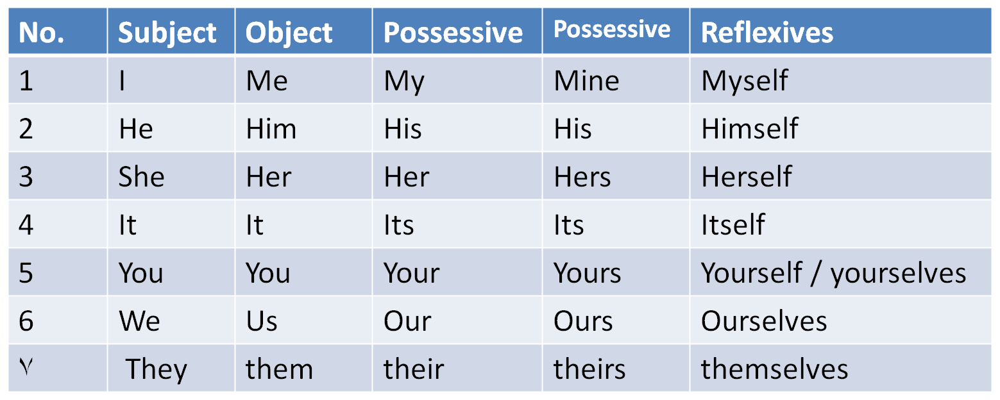 No. Subject Object Possessive Possessive Reflexives
1 I Me My Mine Myself
2 He Him His His Himself
3 She Her Her Hers Herself
4 It It Its Its Itself
5 You You Your Yours Yourself / yourselves
6 We Us Our Ours Ourselves
٧ They them their theirs themselves